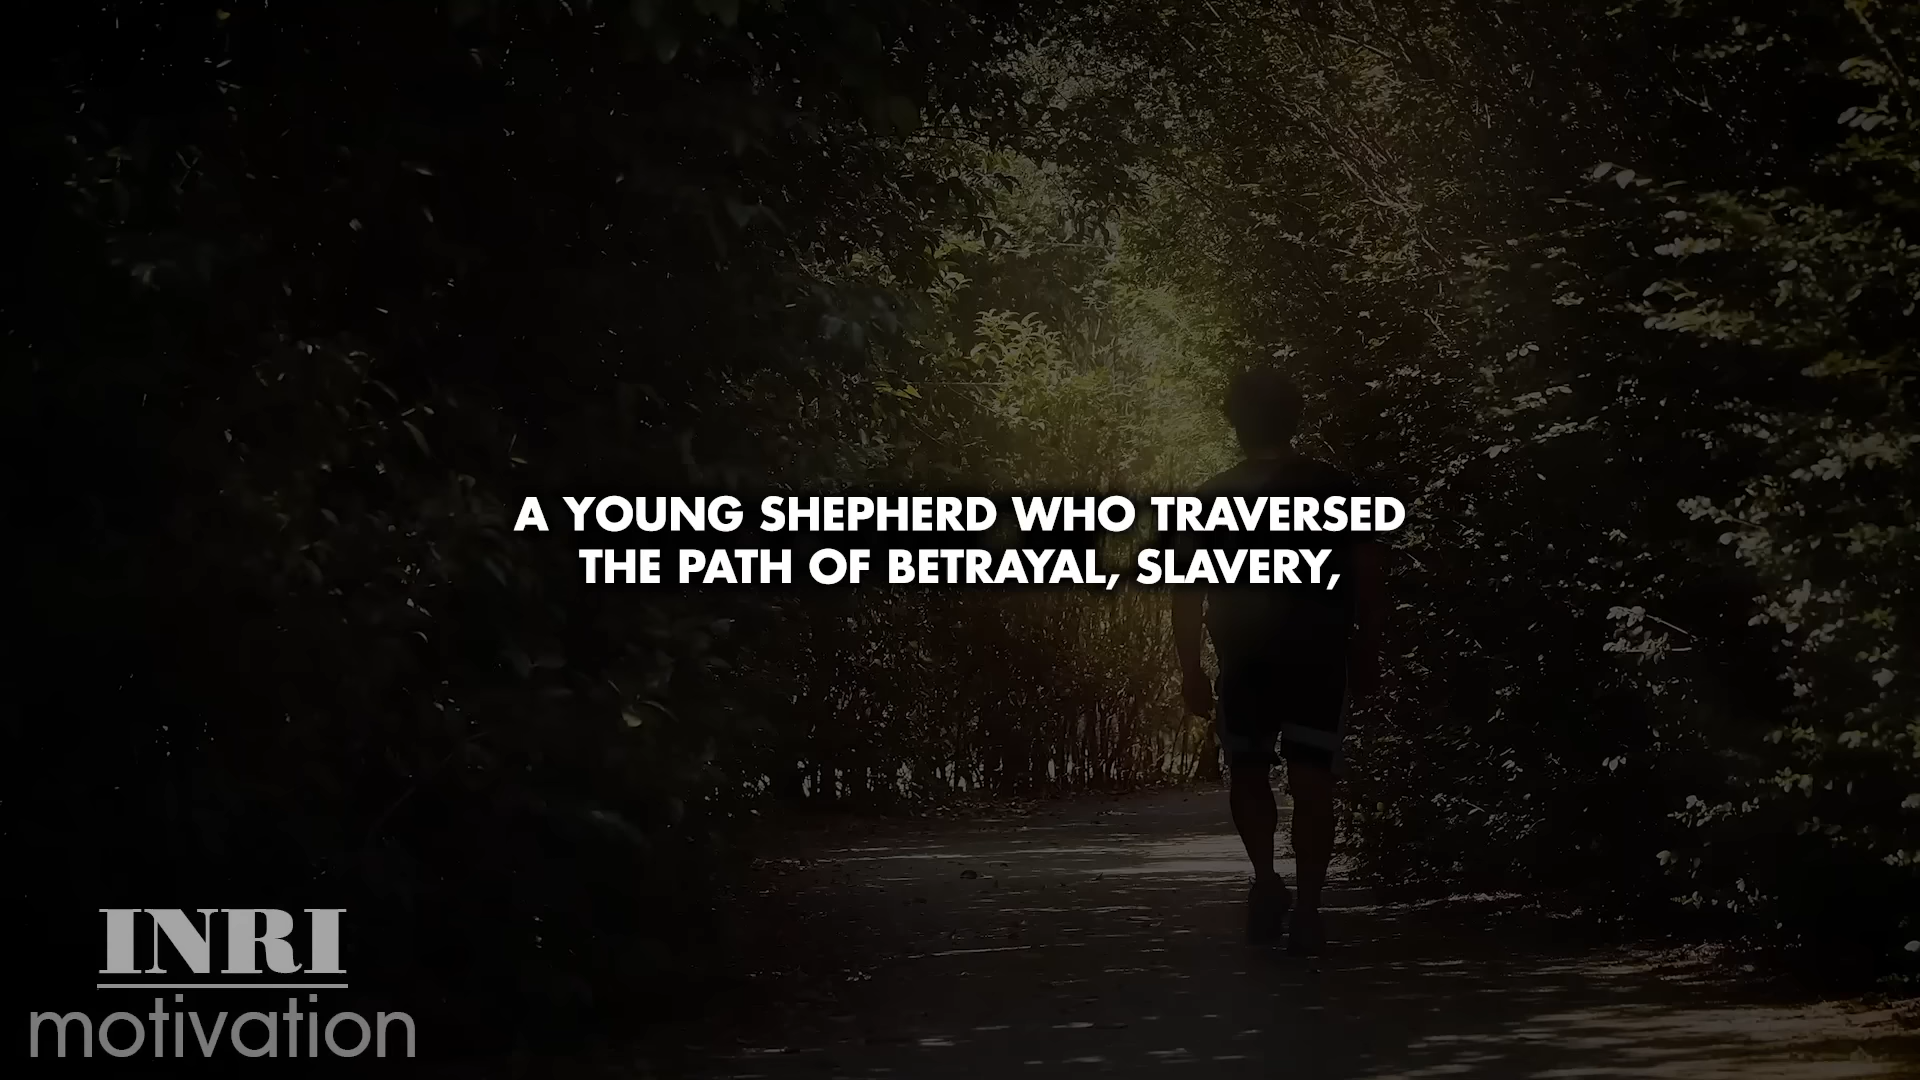 A YOUNG SHEPHERD WHO TRAVERSED
THE PATH OF BETRAYAL, SLAVERY,
INRI
motivation